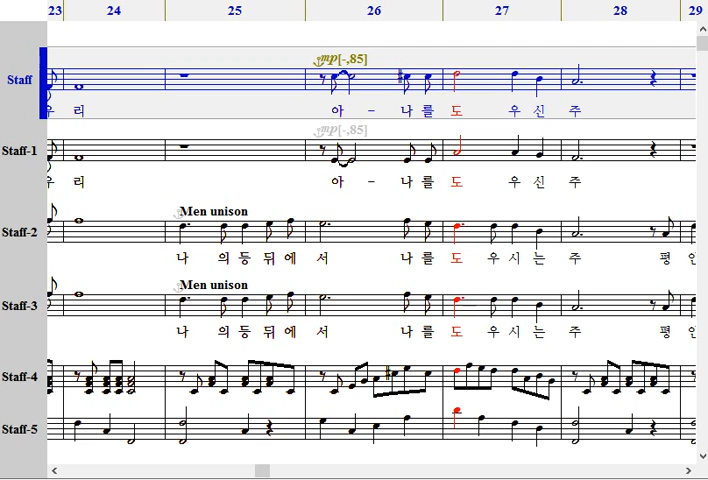 23 24 25 26 27 28 29
mp[-,85]
Staff
우 리 아 - 나 를 도 우 신 주
mp[-,85]
Staff-1
우 리 아 - 나 를 도 우 신 주
Men unison
Staff-2
나 의 등 뒤 에 서 나 를 도 우 시 는 주 평 안
Men unison
Staff-3
나 의 등 뒤 에 서 나 를 도 우 시 는 주 평 안
Staff-4
Staff-5